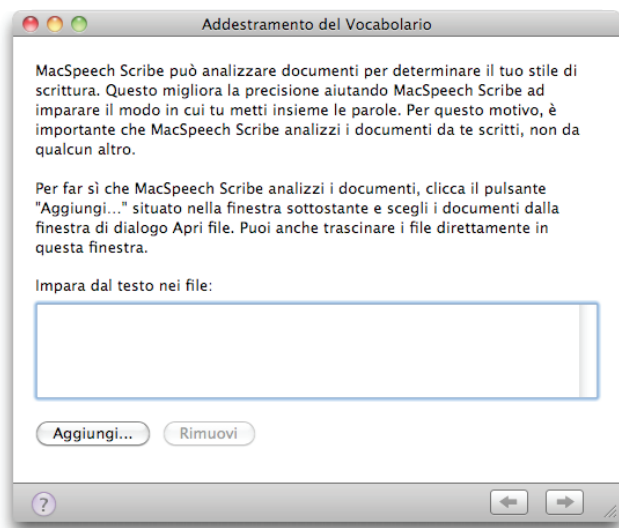 Addestramento del Vocabolario
MacSpeech Scribe può analizzare documenti per determinare il tuo stile di
scrittura. Questo migliora la precisione aiutando MacSpeech Scribe ad
imparare il modo in cui tu metti insieme le parole. Per questo motivo, è
importante che MacSpeech Scribe analizzi i documenti da te scritti, non da
qualcun altro.
Per far sì che MacSpeech Scribe analizzi i documenti, clicca il pulsante
"Aggiungi..." situato nella finestra sottostante e scegli i documenti dalla
finestra di dialogo Apri file. Puoi anche trascinare i file direttamente in
questa finestra.
Impara dal testo nei file:
Aggiungi... Rimuovi
?